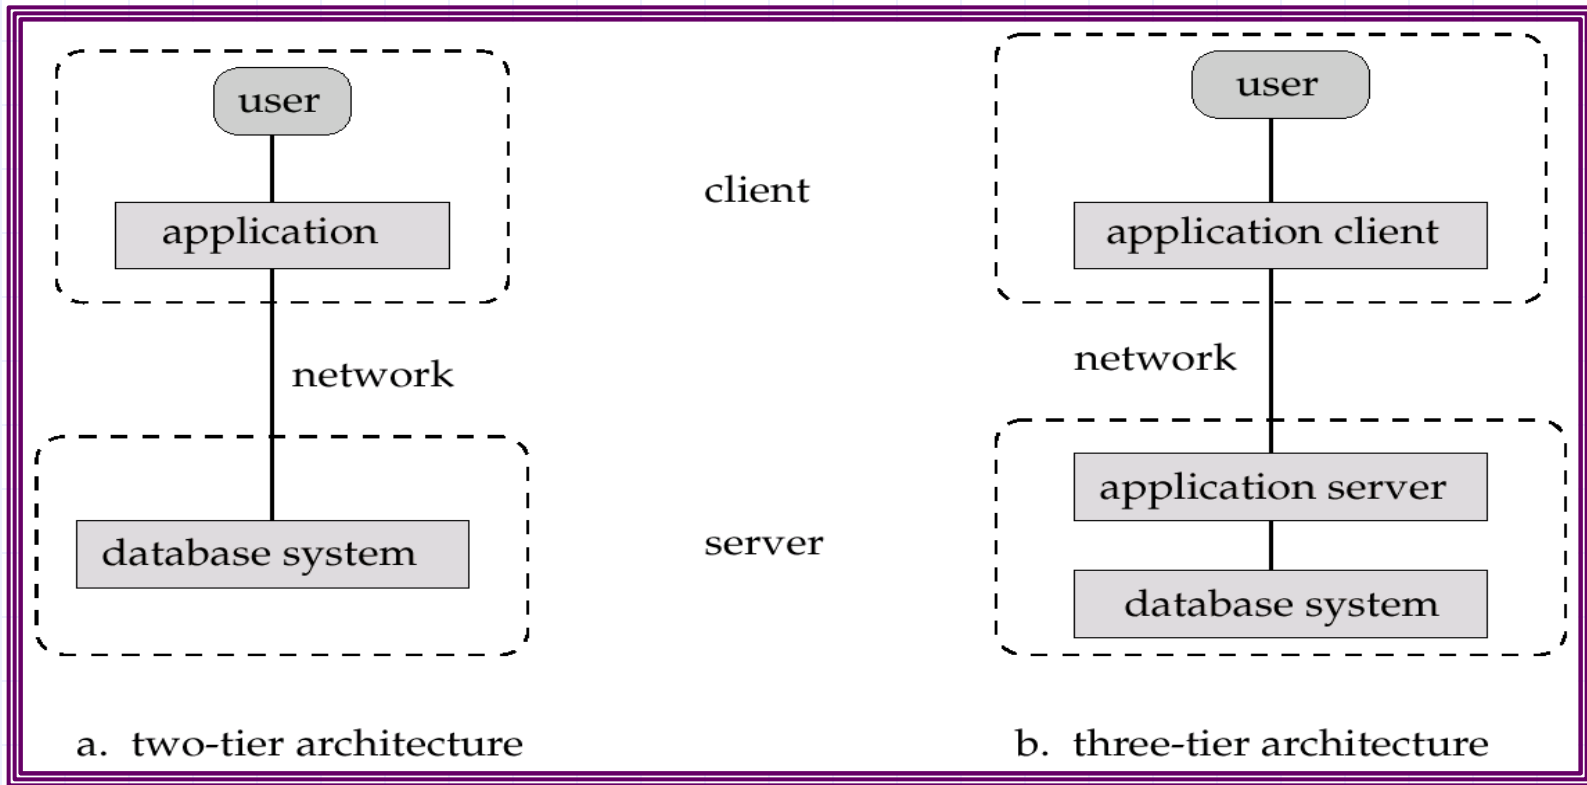 user
application
network
database system
a. two-tier architecture
client
server
user
application client
network
application server
database system
b. three-tier architecture